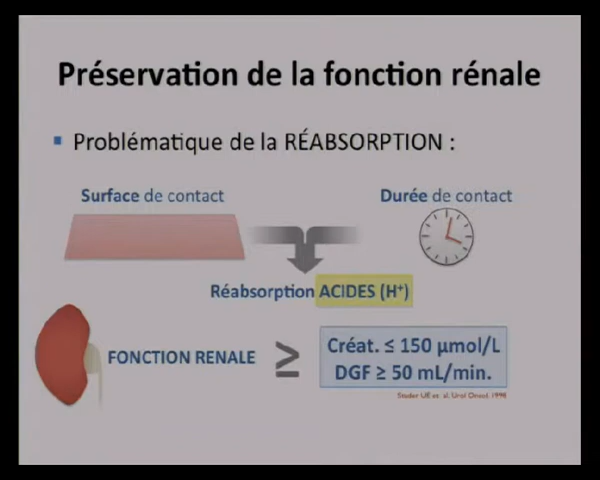 Préservation de la fonction rénale
Problématique de la RÉABSORPTION :
Surface de contact
Durée de contact
Réabsorption ACIDES (H⁺)
FONCTION RENALE ≥
Créat. ≤ 150 µmol/L
DGF ≥ 50 mL/min.
Studer UE et. al. Urol Oncol. 1998